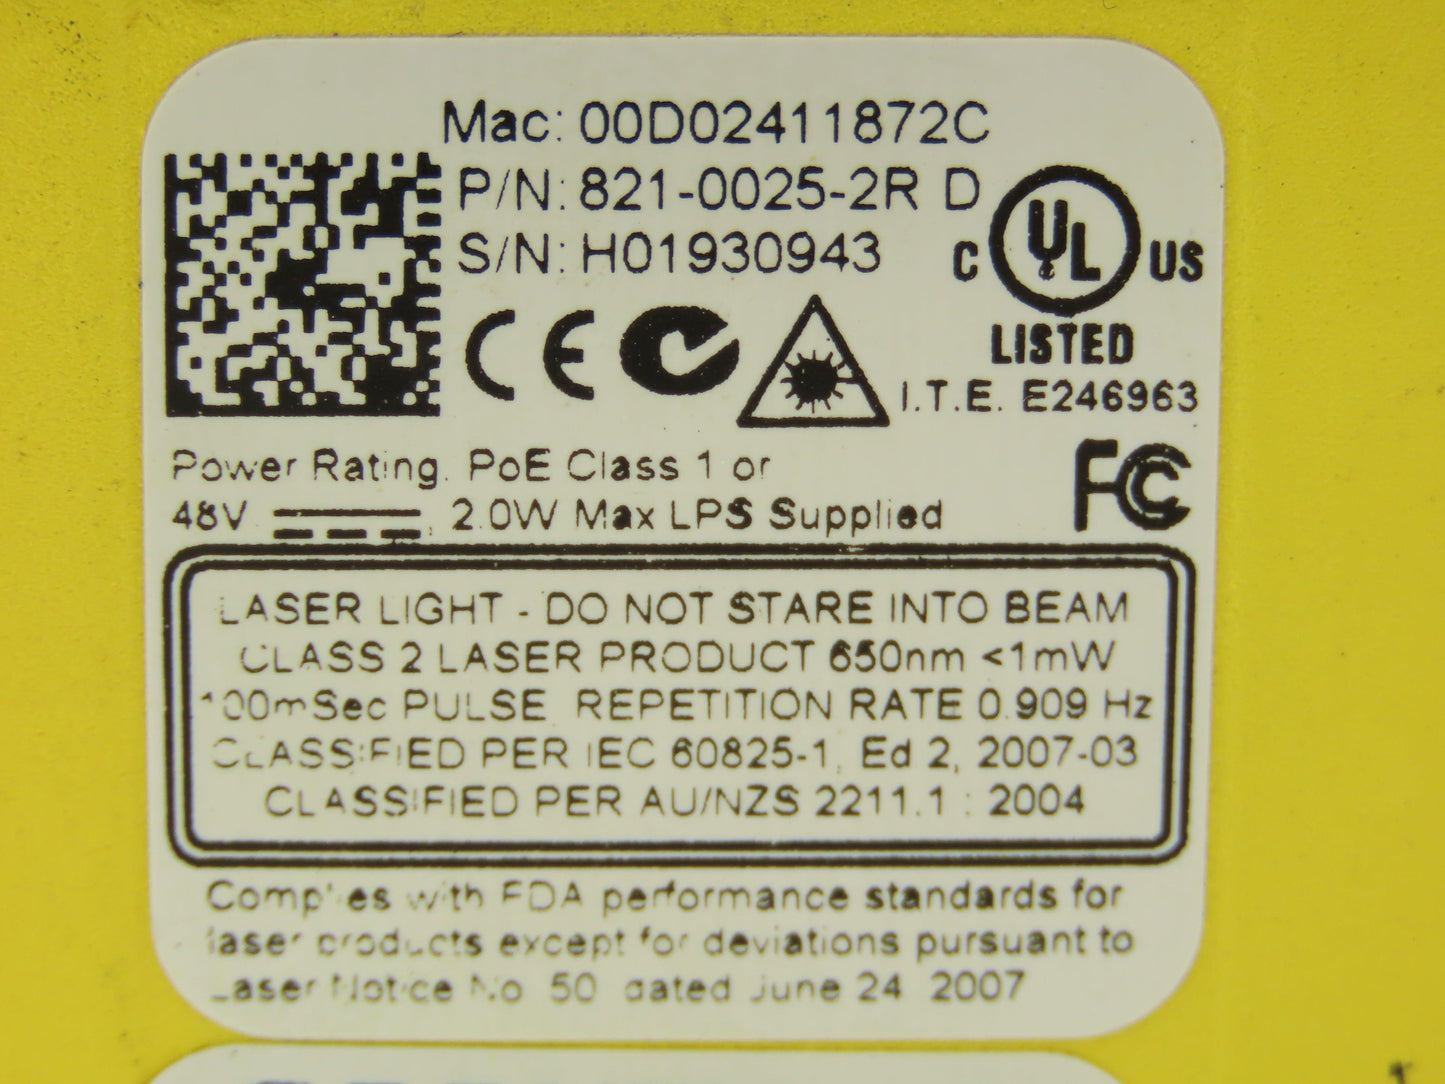 Mac: 00D02411872C
P/N: 821-0025-2R D
S/N: H01930943
C UL US
LISTED
I.T.E. E246963
CE
FC
Power Rating. PoE Class 1 or
48V , 2.0W Max LPS Supplied
LASER LIGHT - DO NOT STARE INTO BEAM
CLASS 2 LASER PRODUCT 650nm <1mW
100mSec PULSE REPETITION RATE 0.909 Hz
CLASSIFIED PER IEC 60825-1, Ed 2, 2007-03
CLASSIFIED PER AU/NZS 2211.1 : 2004
Complies with FDA performance standards for
laser products except for deviations pursuant to
Laser Notice No 50 dated June 24 2007